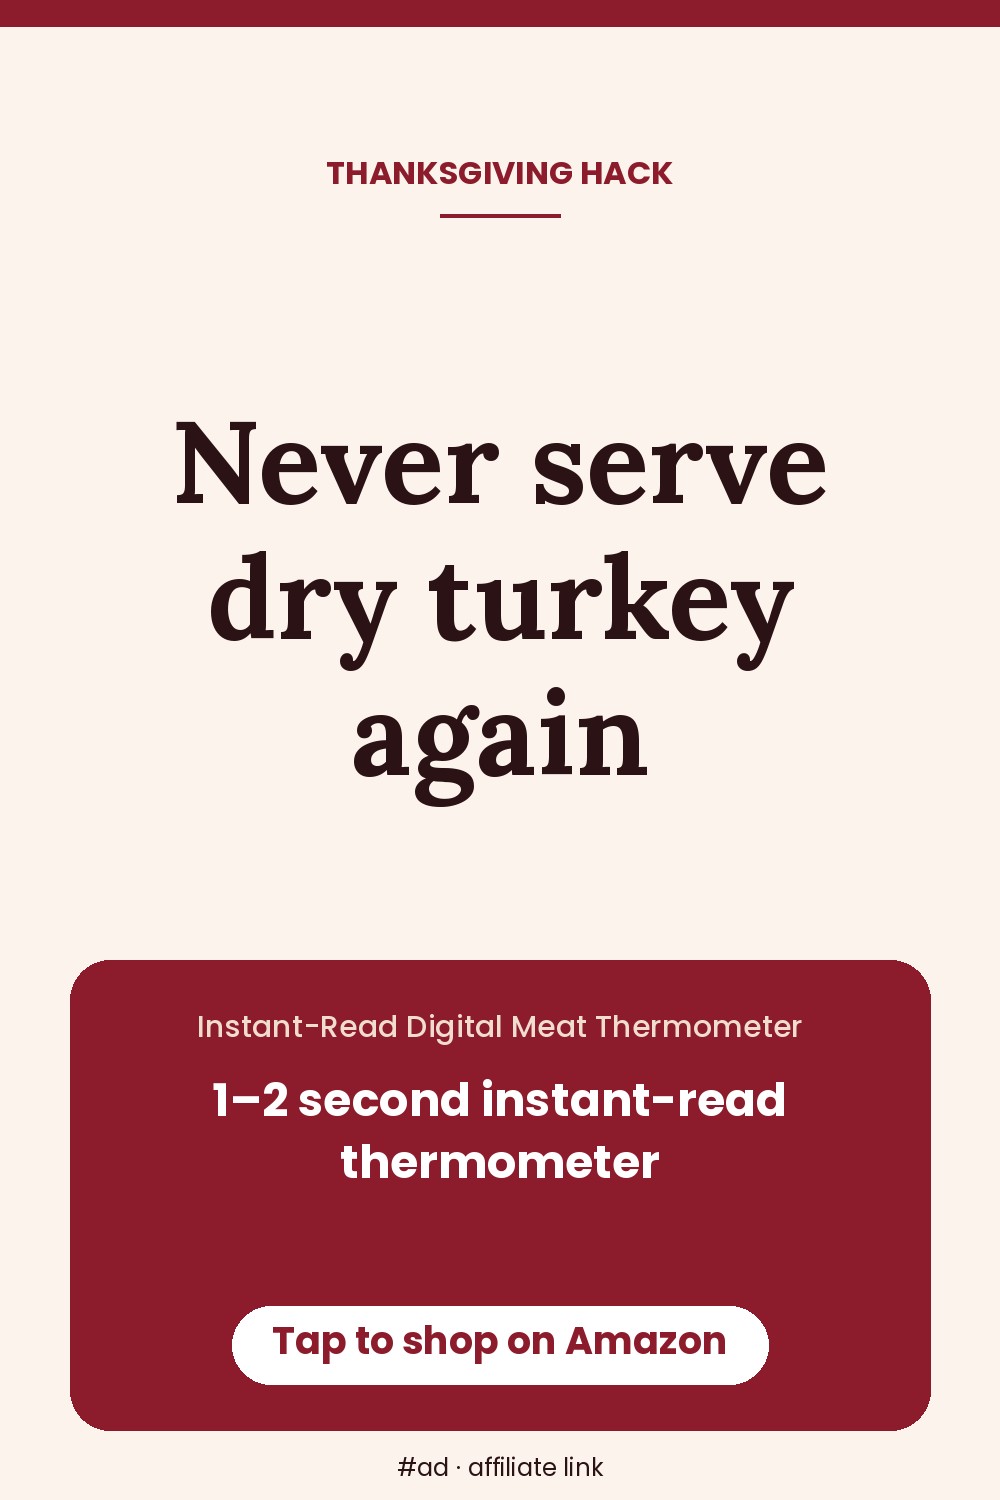 THANKSGIVING HACK
Never serve
dry turkey
again
Instant-Read Digital Meat Thermometer
1–2 second instant-read
thermometer
Tap to shop on Amazon
#ad · affiliate link